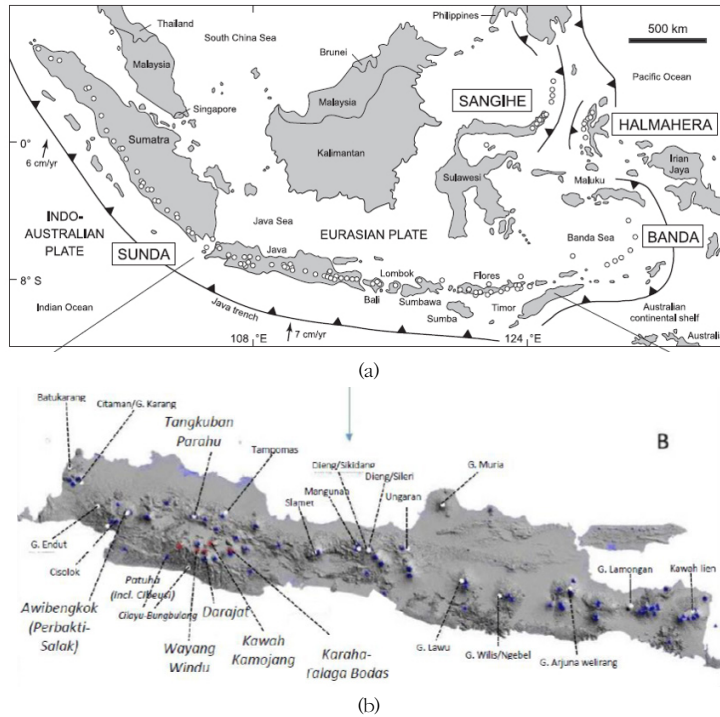 Philippines
500 km
Thailand
South China Sea
Brunei
Pacific Ocean
Malaysia
SANGIHE
Malaysia
Singapore
HALMAHERA
Sumatra
0°
Kalimantan
6 cm/yr
Irian
Jaya
Sulawesi
Maluku
INDO-
AUSTRALIAN
PLATE
Java Sea
EURASIAN PLATE
SUNDA
Java
Banda Sea
BANDA
8° S
Lombok
Flores
Bali
Sumbawa
Indian Ocean
Java trench
Sumba
Timor
Australian
continental shelf
7 cm/yr
Australi
108
°E
124
°E
(a)
Batukarang
Citaman/G. Karang
Tangkuban
Parahu
Tampomas
Dieng/Sikidang
Dieng/Sileri
B
G. Muria
Mangunan
Ungaran
Slamet
G. Endut
Cisolok
Patuha
(Incl. Cibeuni)
Cilayu-Bungbulang
Awibengkok
(Perbakti-
Salak)
Darajat
Wayang
Windu
Kawah
Kamojang
Karaha-
Talaga Bodas
G. Lamongan
Kawah Ijen
G. Lawu
G. Wilis/Ngebel
G. Arjuna welirang
(b)